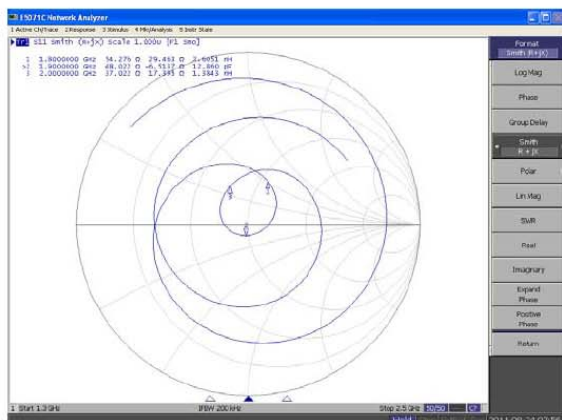 E5071C Network Analyzer
1 Active Ch/Trace 2 Response 3 Stimulus 4 Mkr/Analysis 5 Instr State
Tr1 S11 Smith (R+jX) Scale 1.000U [F1 Smo]
1 1.8000000 GHz 54.276 Ω 29.463 Ω 2.6051 nH
>2 1.9000000 GHz 48.022 Ω -6.5137 Ω 12.860 pF
3 2.0000000 GHz 37.022 Ω 17.395 Ω 1.3843 nH
Format
Smith (R+jX)
Log Mag
Phase
Group Delay
Smith
R + jX
Polar
Lin Mag
SWR
Real
Imaginary
Expand
Phase
Positive
Phase
Return
1 Start 1.3 GHz
IFBW 200 kHz
Stop 2.5 GHz